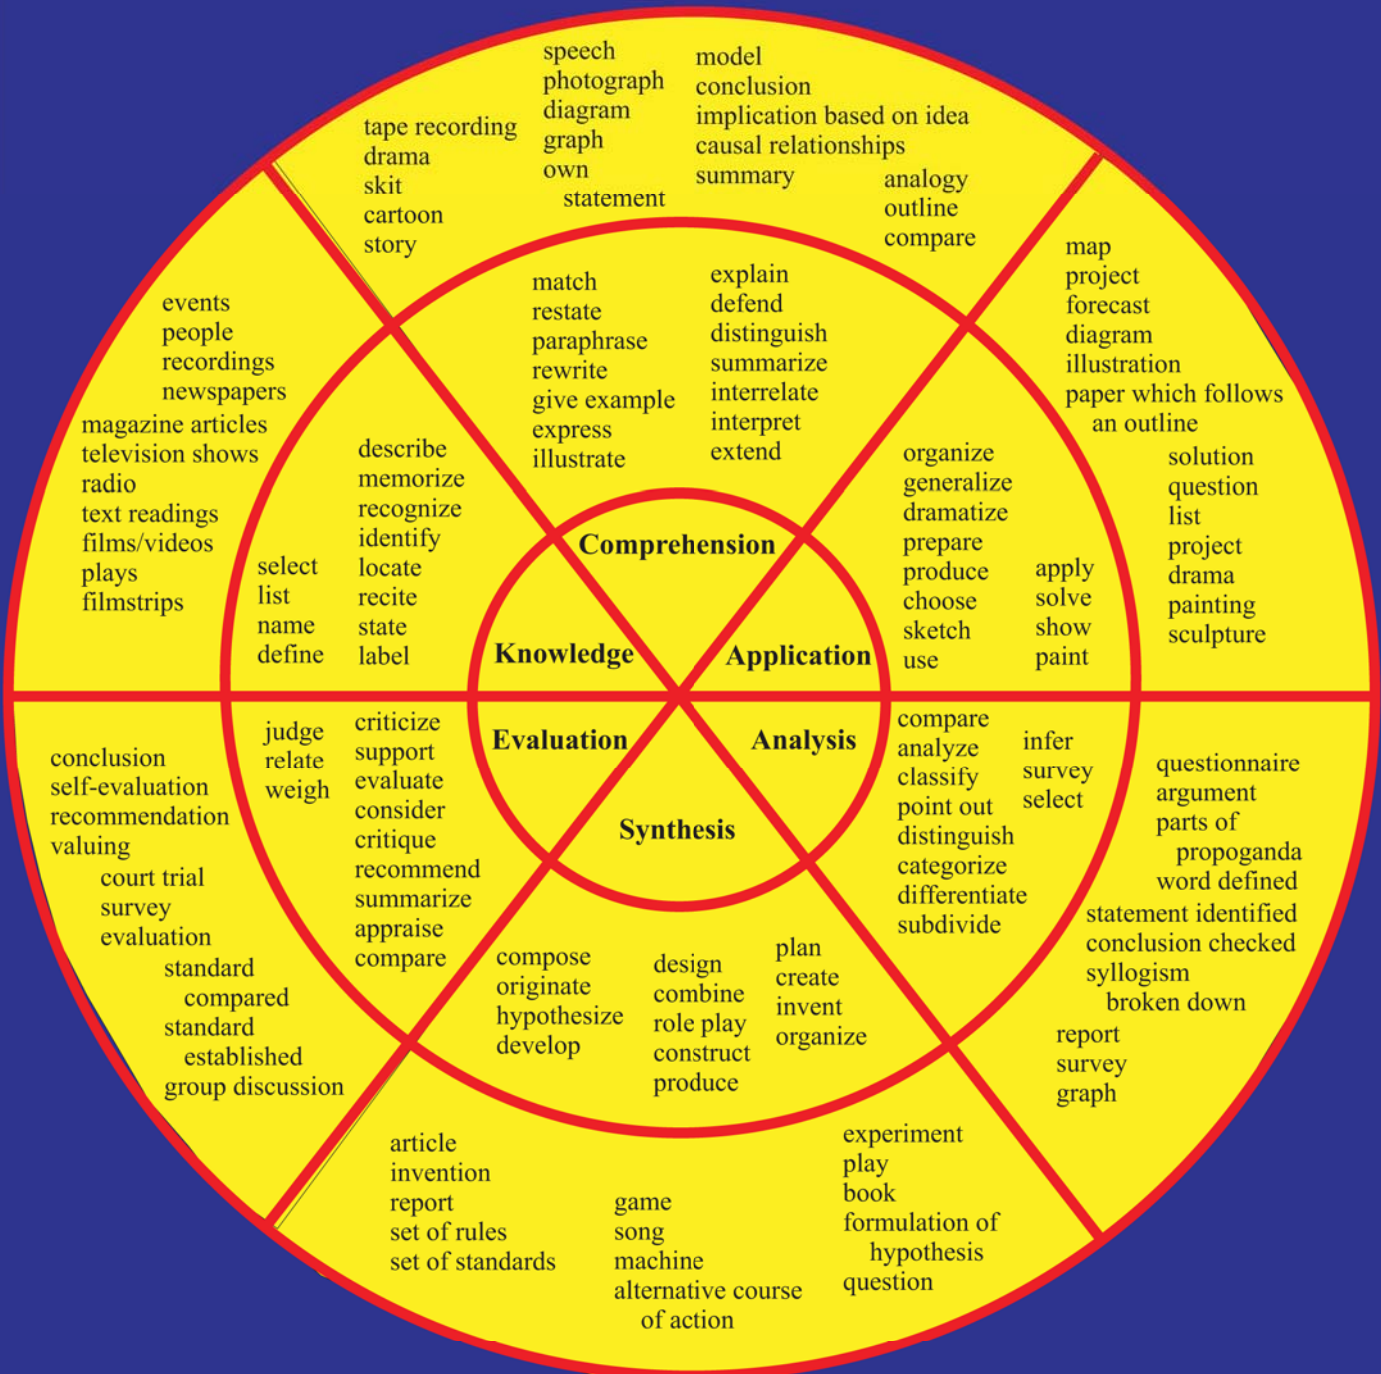 speech
photograph
diagram
graph
own
statement
model
conclusion
implication based on idea
causal relationships
summary
tape recording
drama
skit
cartoon
story
analogy
outline
compare
match
restate
paraphrase
rewrite
give example
express
illustrate
explain
defend
distinguish
summarize
interrelate
interpret
extend
Comprehension
events
people
recordings
newspapers
magazine articles
television shows
radio
text readings
films/videos
plays
filmstrips
select
list
name
define
describe
memorize
recognize
identify
locate
recite
state
label
Knowledge
Application
organize
generalize
dramatize
prepare
produce
choose
sketch
use
apply
solve
show
paint
map
project
forecast
diagram
illustration
paper which follows
an outline
solution
question
list
project
drama
painting
sculpture
conclusion
self-evaluation
recommendation
valuing
court trial
survey
evaluation
standard
compared
standard
established
group discussion
judge
relate
weigh
criticize
support
evaluate
consider
critique
recommend
summarize
appraise
compare
Evaluation
Analysis
compare
analyze
classify
point out
distinguish
categorize
differentiate
subdivide
infer
survey
select
questionnaire
argument
parts of
propoganda
word defined
statement identified
conclusion checked
syllogism
broken down
report
survey
graph
Synthesis
compose
originate
hypothesize
develop
design
combine
role play
construct
produce
plan
create
invent
organize
article
invention
report
set of rules
set of standards
game
song
machine
alternative course
of action
experiment
play
book
formulation of
hypothesis
question